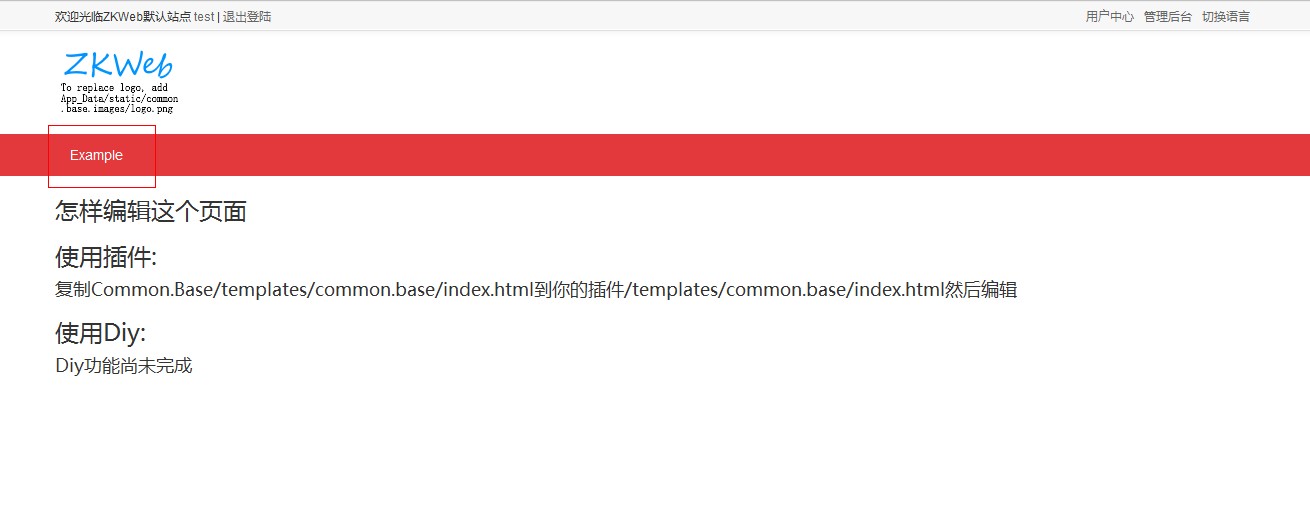 欢迎光临ZKWeb默认站点 test | 退出登陆
用户中心 管理后台 切换语言
ZKWeb
To replace logo, add
App_Data/static/common
.base.images/logo.png
Example
怎样编辑这个页面
使用插件:
复制Common.Base/templates/common.base/index.html到你的插件/templates/common.base/index.html然后编辑
使用Diy:
Diy功能尚未完成